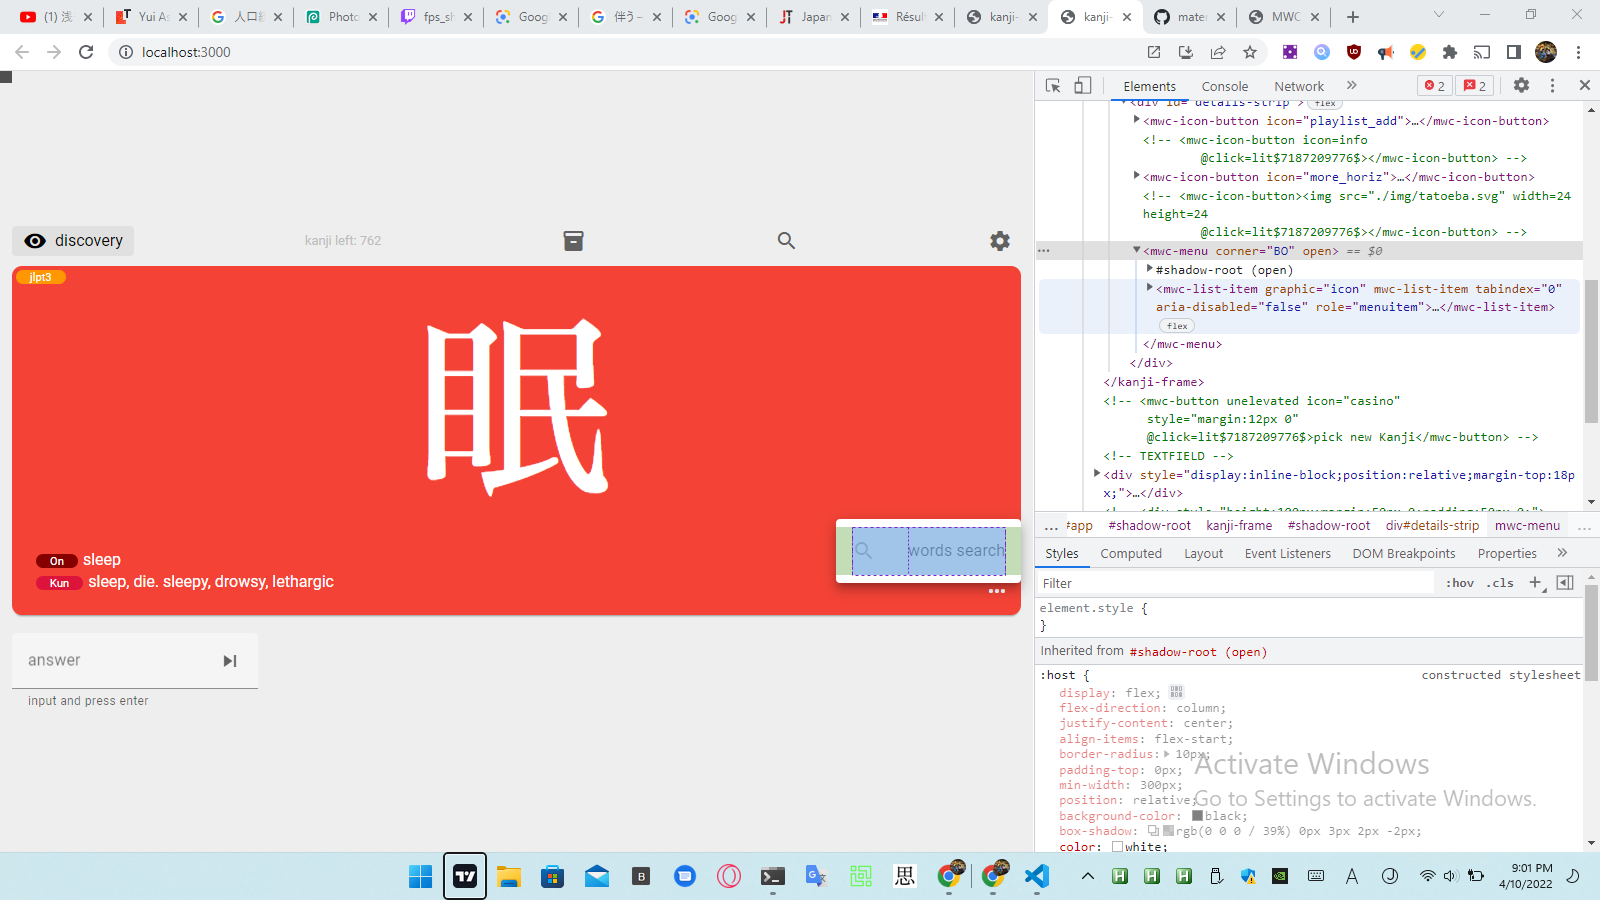 (1) 浅
Yui As
人口統
Photo
fps_sh
Googl
伴う –
Goog
Japan
Résul
kanji-
kanji-
mater
MWC
localhost:3000
Elements
Console
Network
2
2
<div id="details-strip"> flex
<mwc-icon-button icon="playlist_add">…</mwc-icon-button>
<!-- <mwc-icon-button icon=info
@click=lit$7187209776$></mwc-icon-button> -->
<mwc-icon-button icon="more_horiz">…</mwc-icon-button>
<!-- <mwc-icon-button><img src="./img/tatoeba.svg" width=24
height=24
@click=lit$7187209776$></mwc-icon-button> -->
<mwc-menu corner="BO" open> == $0
#shadow-root (open)
<mwc-list-item graphic="icon" mwc-list-item tabindex="0"
aria-disabled="false" role="menuitem">…</mwc-list-item>
flex
</mwc-menu>
</div>
</kanji-frame>
<!-- <mwc-button unelevated icon="casino"
style="margin:12px 0"
@click=lit$7187209776$>pick new Kanji</mwc-button> -->
<!-- TEXTFIELD -->
<div style="display:inline-block;position:relative;margin-top:18p
x;">…</div>
… #app #shadow-root kanji-frame #shadow-root div#details-strip mwc-menu …
Styles Computed Layout Event Listeners DOM Breakpoints Properties
Filter
:hov .cls
element.style {
}
Inherited from #shadow-root (open)
:host {
constructed stylesheet
display: flex;
flex-direction: column;
justify-content: center;
align-items: flex-start;
border-radius: 10px;
padding-top: 0px;
min-width: 300px;
position: relative;
background-color: black;
box-shadow: rgb(0 0 0 / 39%) 0px 3px 2px -2px;
color: white;
Activate Windows
Go to Settings to activate Windows.
discovery
kanji left: 762
jlpt3
眠
words search
On sleep
Kun sleep, die. sleepy, drowsy, lethargic
answer
input and press enter
思
9:01 PM
4/10/2022